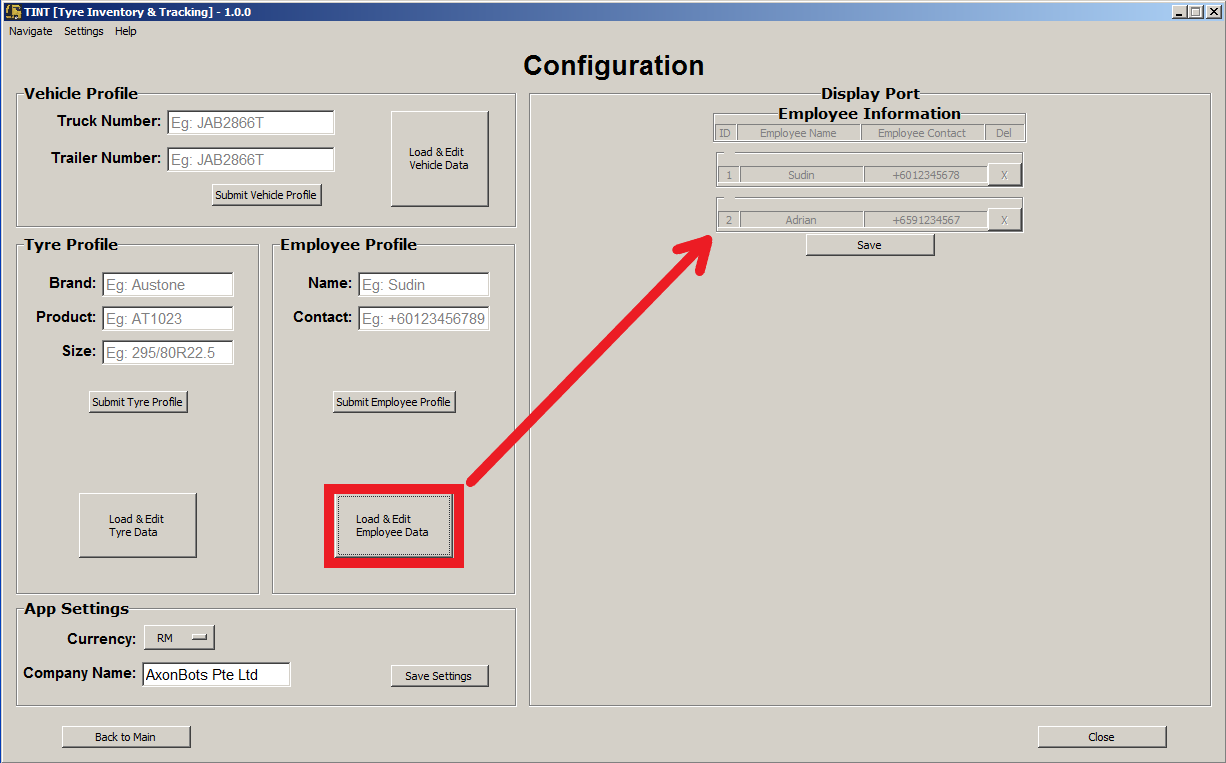 TINT [Tyre Inventory & Tracking] - 1.0.0
Navigate Settings Help
Configuration
Vehicle Profile
Truck Number: Eg: JAB2866T
Trailer Number: Eg: JAB2866T
Submit Vehicle Profile
Load & Edit
Vehicle Data
Tyre Profile
Brand: Eg: Austone
Product: Eg: AT1023
Size: Eg: 295/80R22.5
Submit Tyre Profile
Load & Edit
Tyre Data
Employee Profile
Name: Eg: Sudin
Contact: Eg: +60123456789
Submit Employee Profile
Load & Edit
Employee Data
App Settings
Currency: RM
Company Name: AxonBots Pte Ltd
Save Settings
Back to Main
Display Port
Employee Information
ID Employee Name Employee Contact Del
1 Sudin +6012345678 X
2 Adrian +6591234567 X
Save
Close